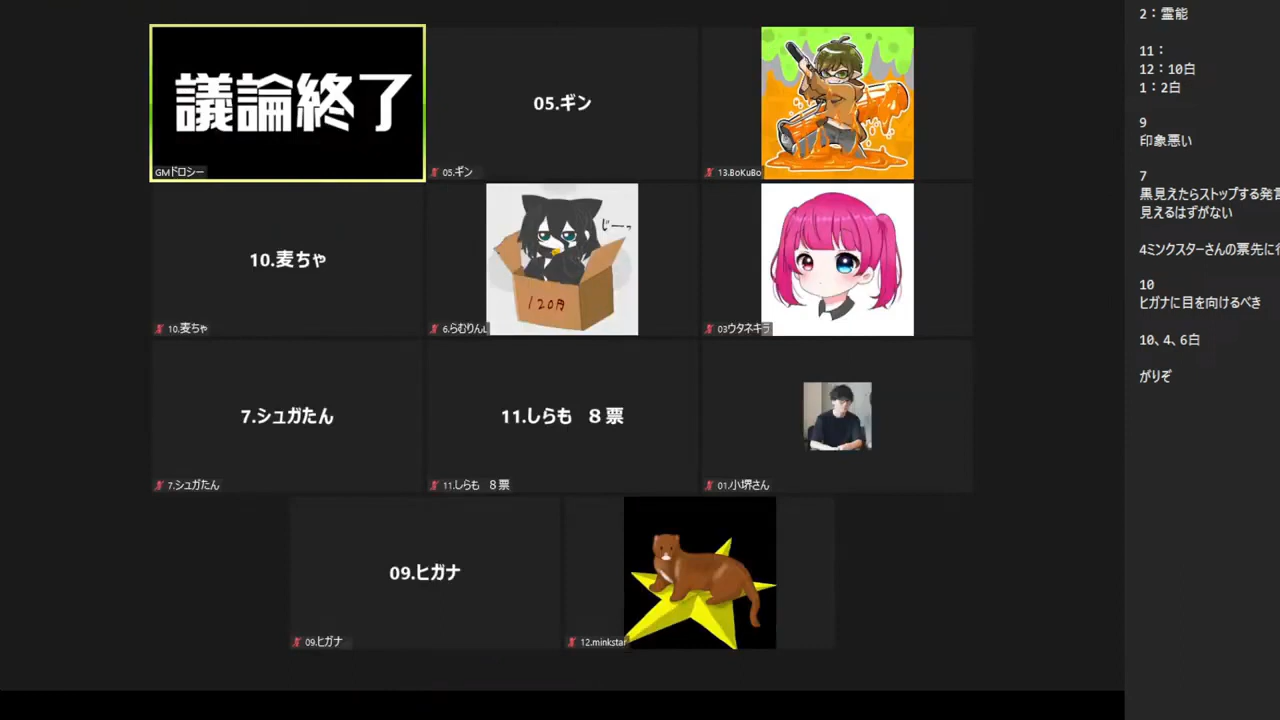 議論終了
GMドロシー
05.ギン
05.ギン
13.BoKuBo
10.麦ちゃ
10.麦ちゃ
じーっ
120円
6.らむりんL
03ウタネキラ
7.シュガたん
7.シュガたん
11.しらも 8票
11.しらも 8票
01.小堺さん
09.ヒガナ
09.ヒガナ
12.minkstar
2：霊能
11：
12：10白
1：2白
9
印象悪い
7
黒見えたらストップする発言
見えるはずがない
4ミンクスターさんの票先に行
10
ヒガナに目を向けるべき
10、4、6白
がりぞ